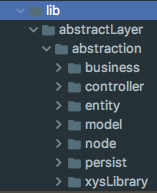 lib
abstractLayer
abstraction
business
controller
entity
model
node
persist
xysLibrary